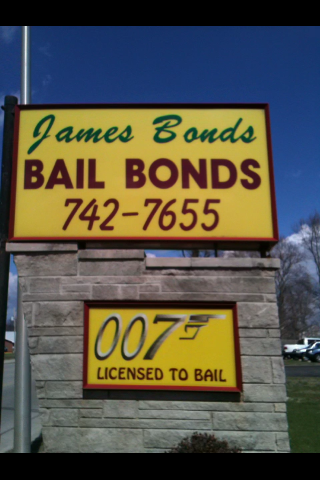 James Bonds
BAIL BONDS
742-7655
007
LICENSED TO BAIL